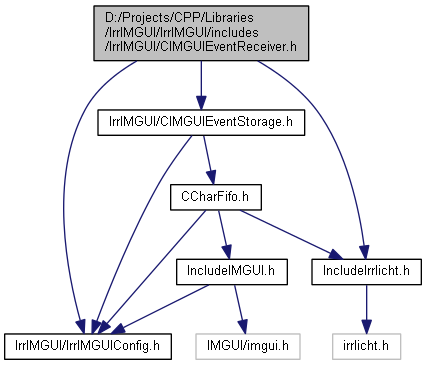 D:/Projects/CPP/Libraries
/IrrIMGUI/IrrIMGUI/includes
/IrrIMGUI/CIMGUIEventReceiver.h
IrrIMGUI/CIMGUIEventStorage.h
CCharFifo.h
IncludeIMGUI.h
IncludeIrrlicht.h
IrrIMGUI/IrrIMGUIConfig.h
IMGUI/imgui.h
irrlicht.h